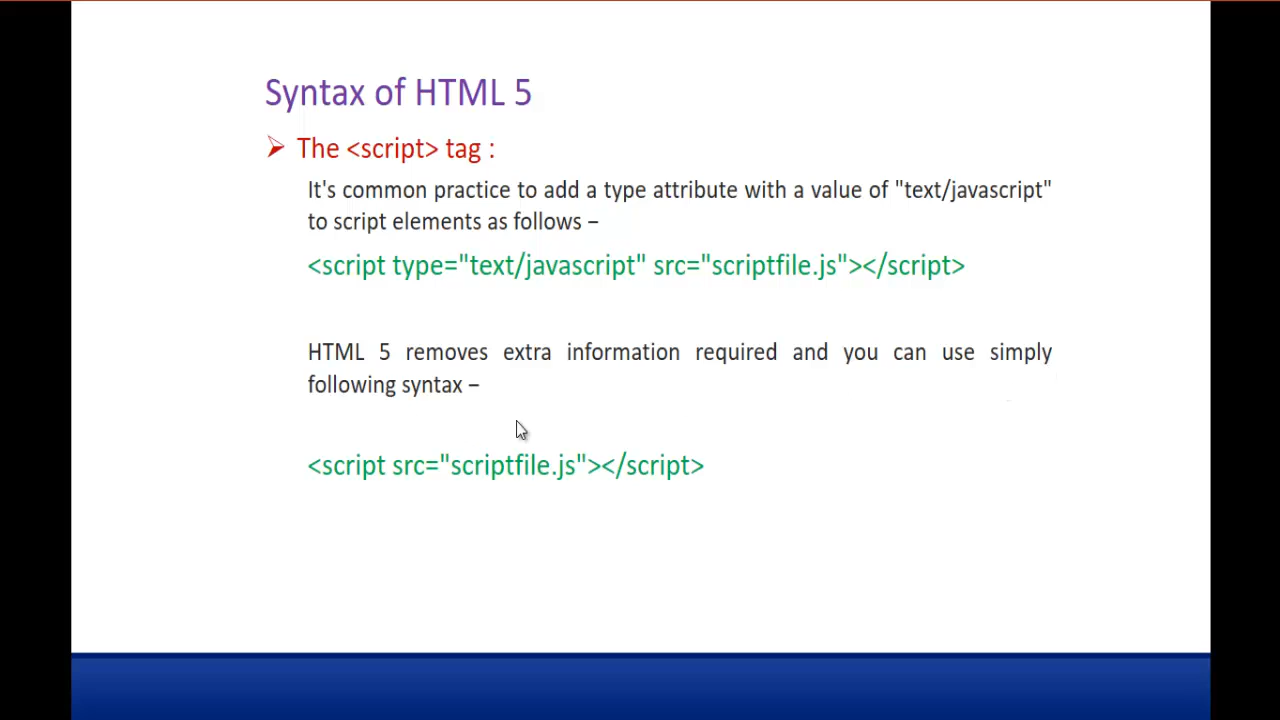 Syntax of HTML 5
The <script> tag :
It's common practice to add a type attribute with a value of "text/javascript"
to script elements as follows –
<script type="text/javascript" src="scriptfile.js"></script>
HTML 5 removes extra information required and you can use simply
following syntax –
<script src="scriptfile.js"></script>